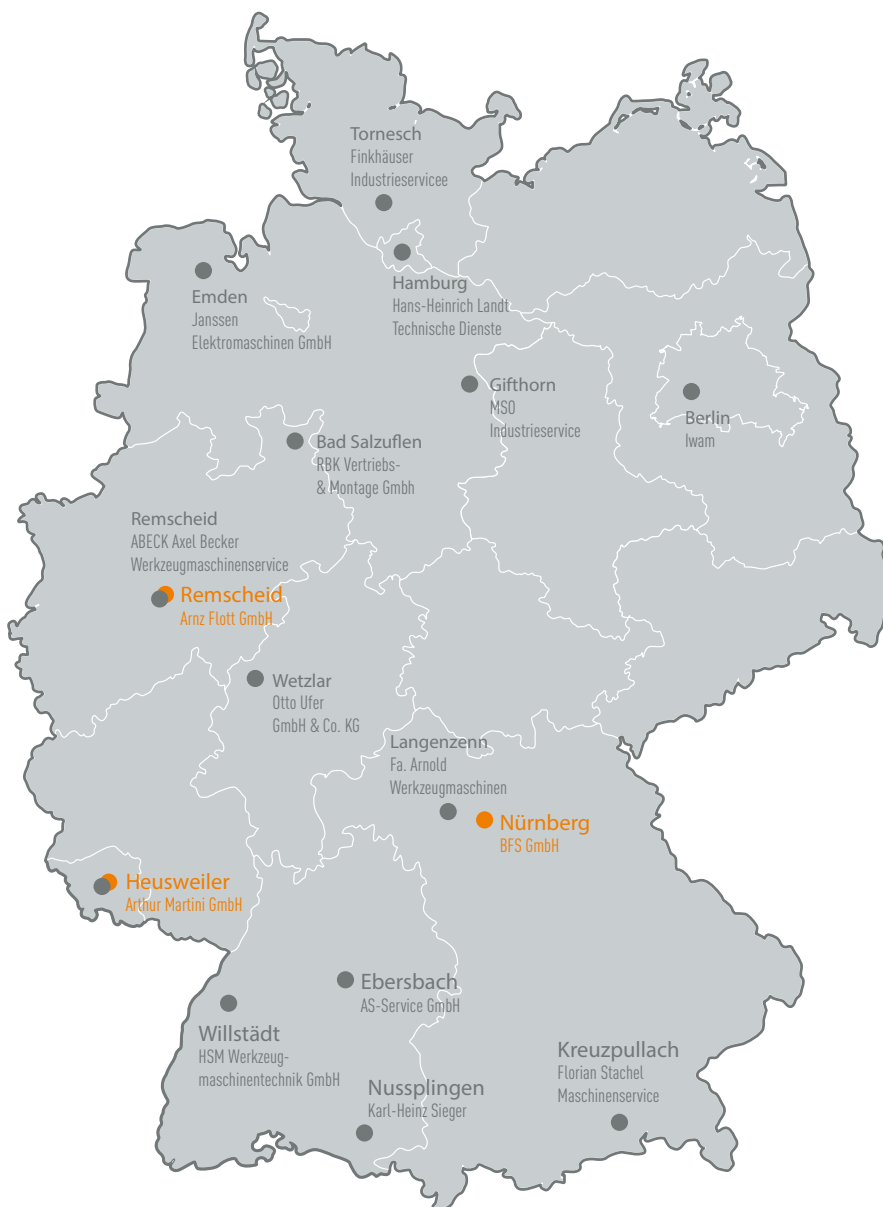 Tornesch
Finkhäuser
Industrieservicee
Hamburg
Hans-Heinrich Landt
Technische Dienste
Emden
Janssen
Elektromaschinen GmbH
Gifthorn
MSO
Industrieservice
Berlin
Iwam
Bad Salzuflen
RBK Vertriebs-
& Montage Gmbh
Remscheid
ABECK Axel Becker
Werkzeugmaschinenservice
Remscheid
Arnz Flott GmbH
Wetzlar
Otto Ufer
GmbH & Co. KG
Langenzenn
Fa. Arnold
Werkzeugmaschinen
Nürnberg
BFS GmbH
Heusweiler
Arthur Martini GmbH
Ebersbach
AS-Service GmbH
Willstädt
HSM Werkzeug-
maschinentechnik GmbH
Kreuzpullach
Florian Stachel
Maschinenservice
Nussplingen
Karl-Heinz Sieger